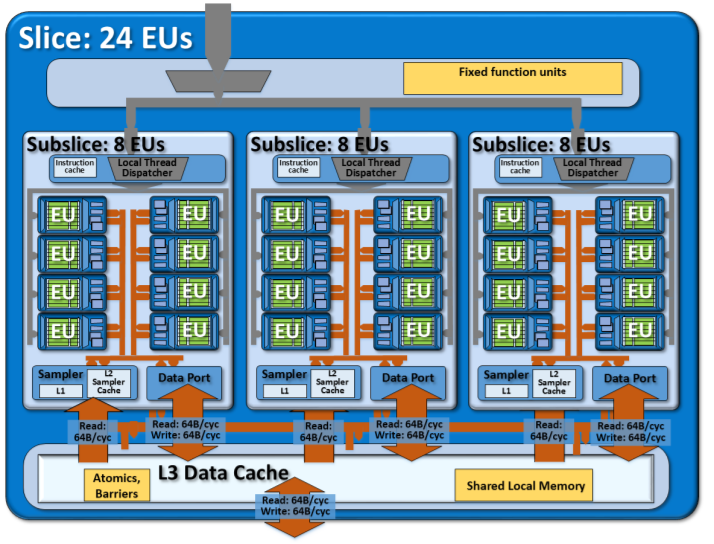 Slice: 24 EUs
Fixed function units
Subslice: 8 EUs
Instruction
cache
Local Thread
Dispatcher
EU EU
EU EU
EU EU
EU EU
Sampler
L1
L2
Sampler
Cache
Data Port
Subslice: 8 EUs
Instruction
cache
Local Thread
Dispatcher
EU EU
EU EU
EU EU
EU EU
Sampler
L1
L2
Sampler
Cache
Data Port
Subslice: 8 EUs
Instruction
cache
Local Thread
Dispatcher
EU EU
EU EU
EU EU
EU EU
Sampler
L1
L2
Sampler
Cache
Data Port
Read:
64B/cyc
Read: 64B/cyc
Write: 64B/cyc
Read:
64B/cyc
Read: 64B/cyc
Write: 64B/cyc
Read:
64B/cyc
Read: 64B/cyc
Write: 64B/cyc
L3 Data Cache
Atomics,
Barriers
Shared Local Memory
Read: 64B/cyc
Write: 64B/cyc